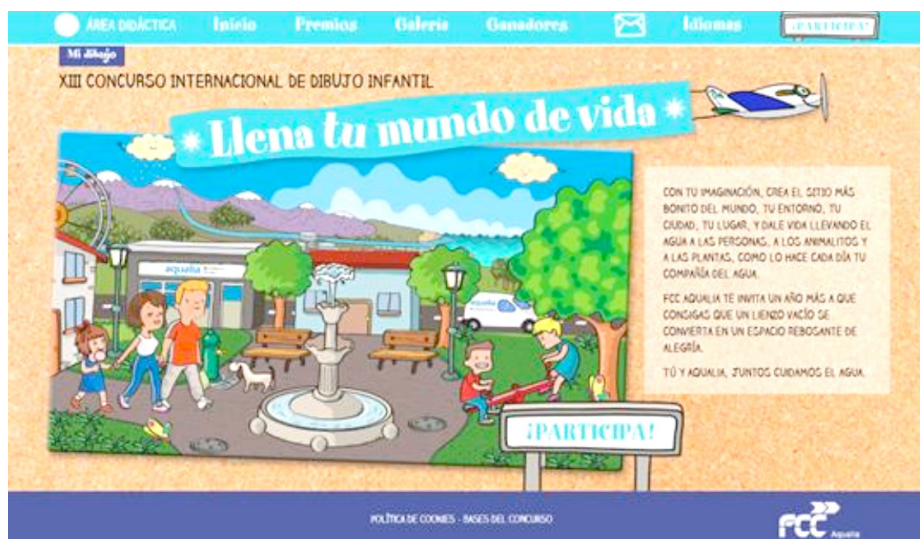 ÁREA DIDÁCTICA Inicio Premios Galería Ganadores Idiomas ¡PARTICIPA!
Mi dibujo
XIII CONCURSO INTERNACIONAL DE DIBUJO INFANTIL
Llena tu mundo de vida
CON TU IMAGINACIÓN, CREA EL SITIO MÁS
BONITO DEL MUNDO, TU ENTORNO, TU
CIUDAD, TU LUGAR, Y DALE VIDA LLEVANDO EL
AGUA A LAS PERSONAS, A LOS ANIMALITOS Y
A LAS PLANTAS, COMO LO HACE CADA DÍA TU
COMPAÑÍA DEL AGUA.
FCC AQUALIA TE INVITA UN AÑO MÁS A QUE
CONSIGAS QUE UN LIENZO VACÍO SE
CONVIERTA EN UN ESPACIO REBOSANTE DE
ALEGRÍA.
TÚ Y AQUALIA, JUNTOS CUIDAMOS EL AGUA.
aqualia
aqualia
¡PARTICIPA!
POLÍTICA DE COOKIES - BASES DEL CONCURSO
FCC Aqualia